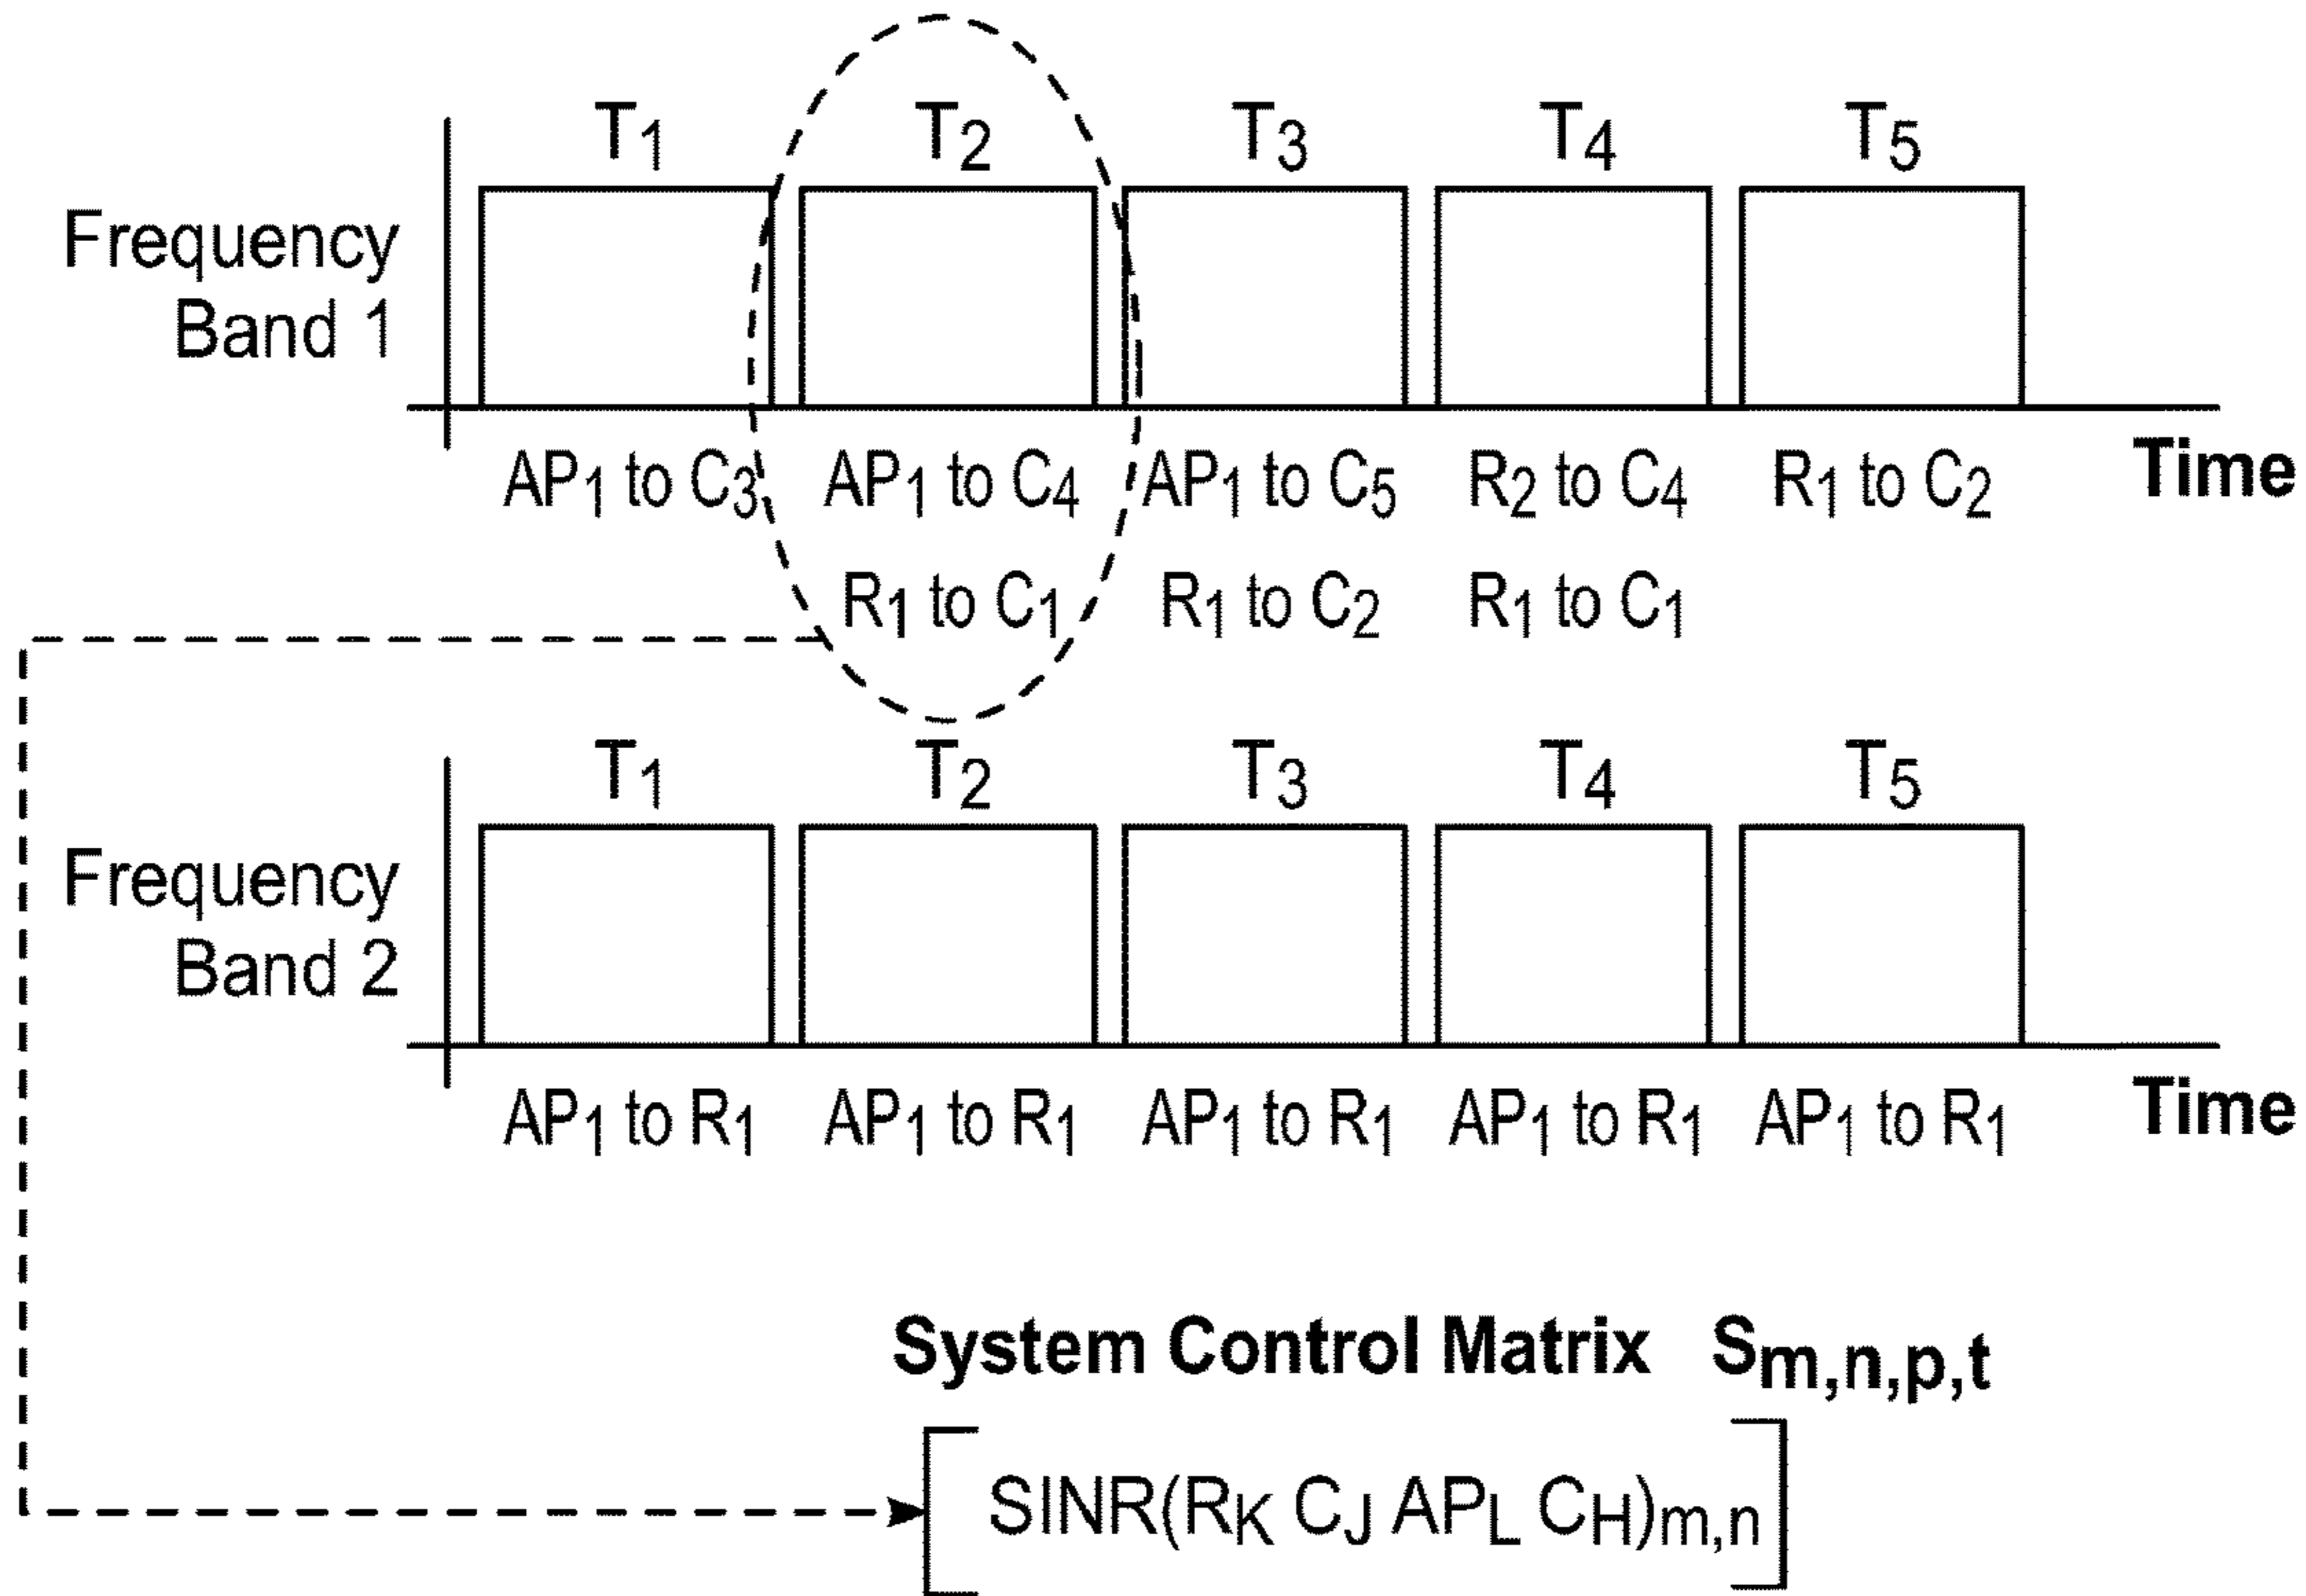 T1 T2 T3 T4 T5
Frequency
Band 1
AP1 to C3 AP1 to C4 AP1 to C5 R2 to C4 R1 to C2 Time
R1 to C1 R1 to C2 R1 to C1
T1 T2 T3 T4 T5
Frequency
Band 2
AP1 to R1 AP1 to R1 AP1 to R1 AP1 to R1 AP1 to R1 Time
System Control Matrix Sm,n,p,t
[SINR(RK CJ APL CH)m,n]